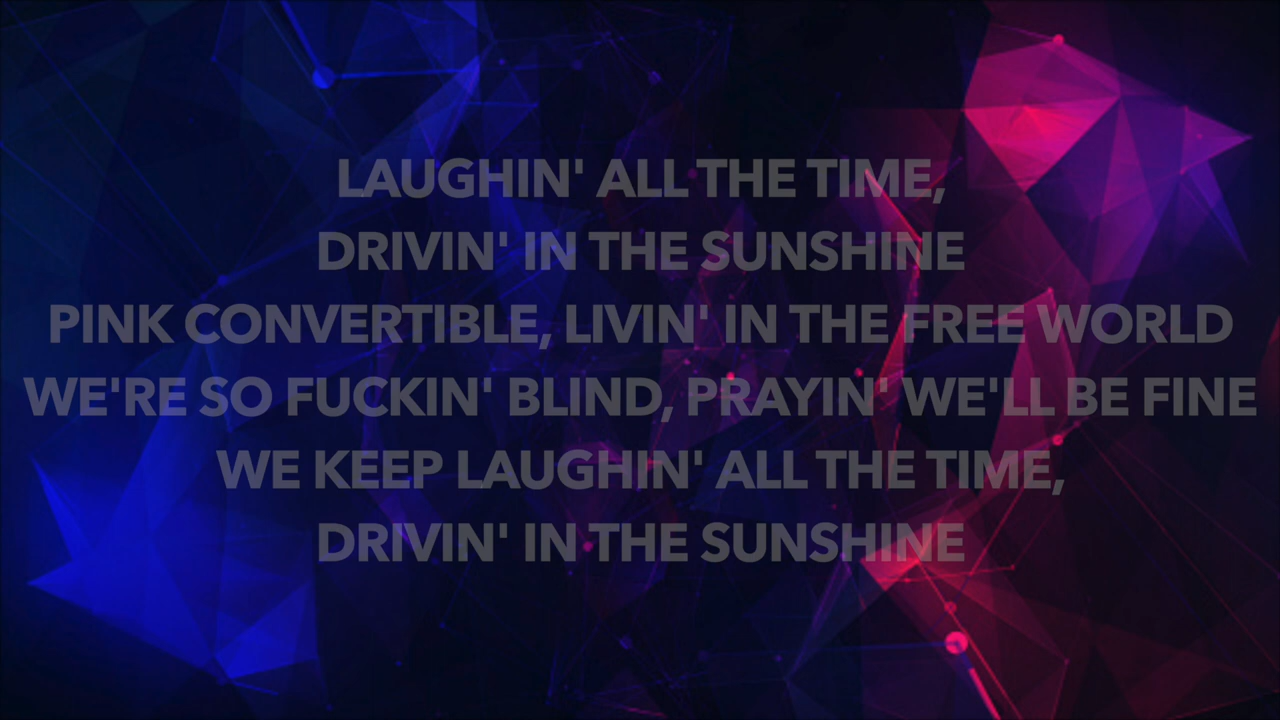 LAUGHIN' ALL THE TIME,
DRIVIN' IN THE SUNSHINE
PINK CONVERTIBLE, LIVIN' IN THE FREE WORLD
WE'RE SO FUCKIN' BLIND, PRAYIN' WE'LL BE FINE
WE KEEP LAUGHIN' ALL THE TIME,
DRIVIN' IN THE SUNSHINE